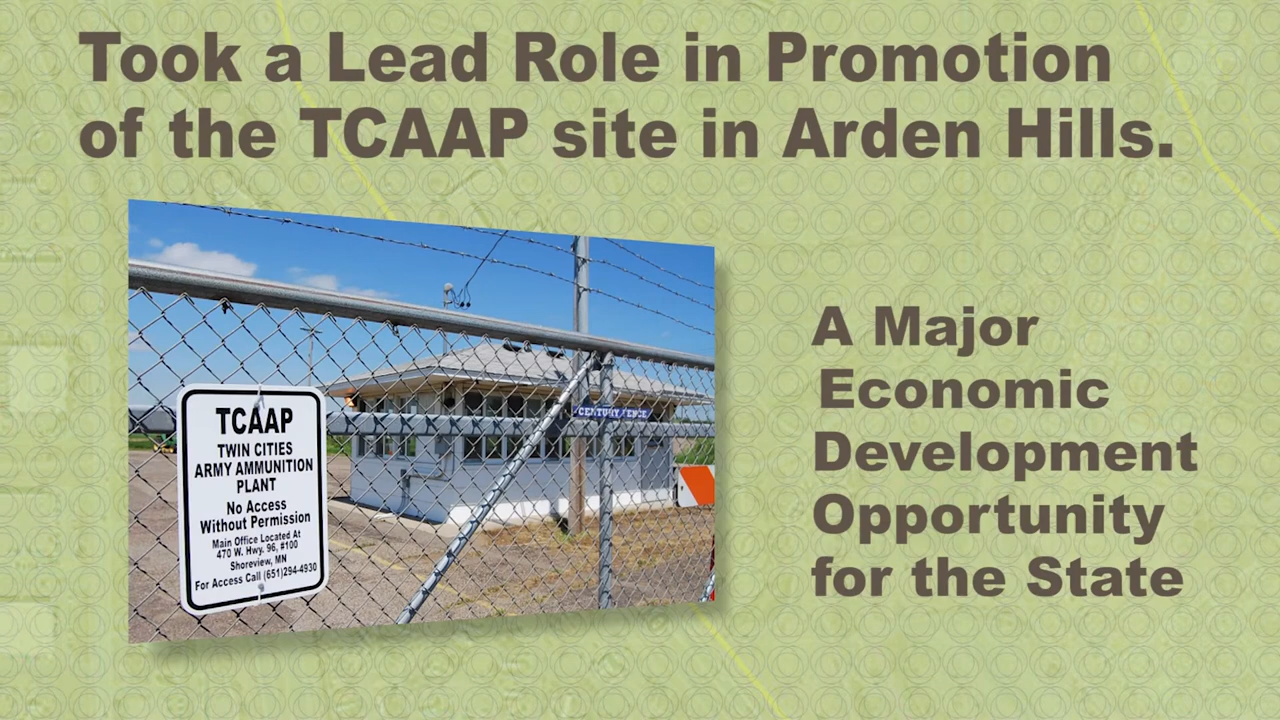 Took a Lead Role in Promotion
of the TCAAP site in Arden Hills.
TCAAP
TWIN CITIES
ARMY AMMUNITION
PLANT
No Access
Without Permission
Main Office Located At
470 W. Hwy. 96, #100
Shoreview, MN
For Access Call (651)294-4930
CENTURY FENCE
A Major
Economic
Development
Opportunity
for the State